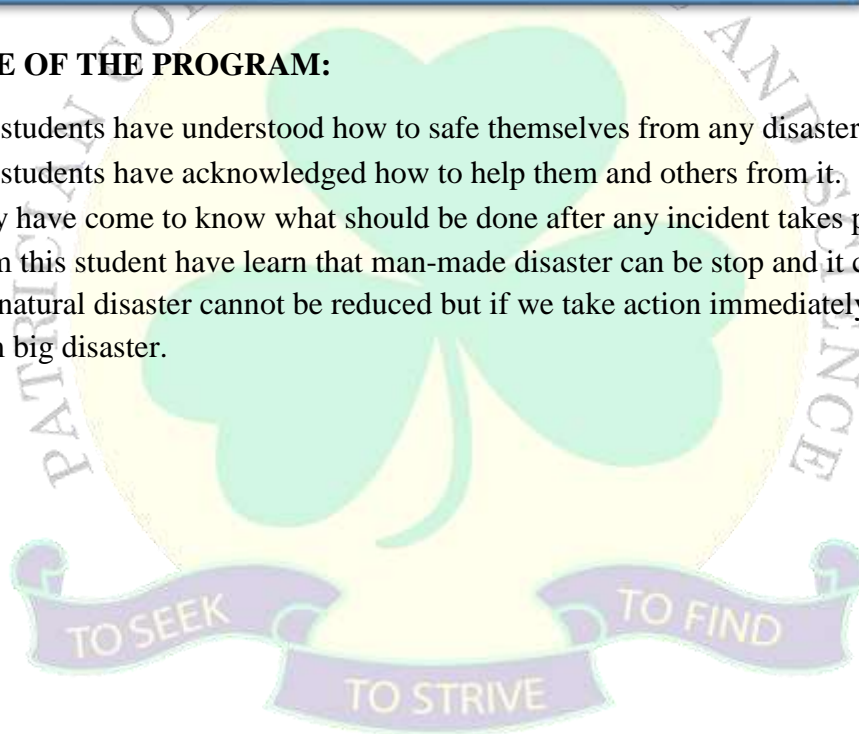 E OF THE PROGRAM:
students have understood how to safe themselves from any disaster
students have acknowledged how to help them and others from it.
have come to know what should be done after any incident takes
this student have learn that man-made disaster can be stop and it
natural disaster cannot be reduced but if we take action immediately
big disaster.
PATRICIAN
AND SCIENCE
TO SEEK
TO STRIVE
TO FIND